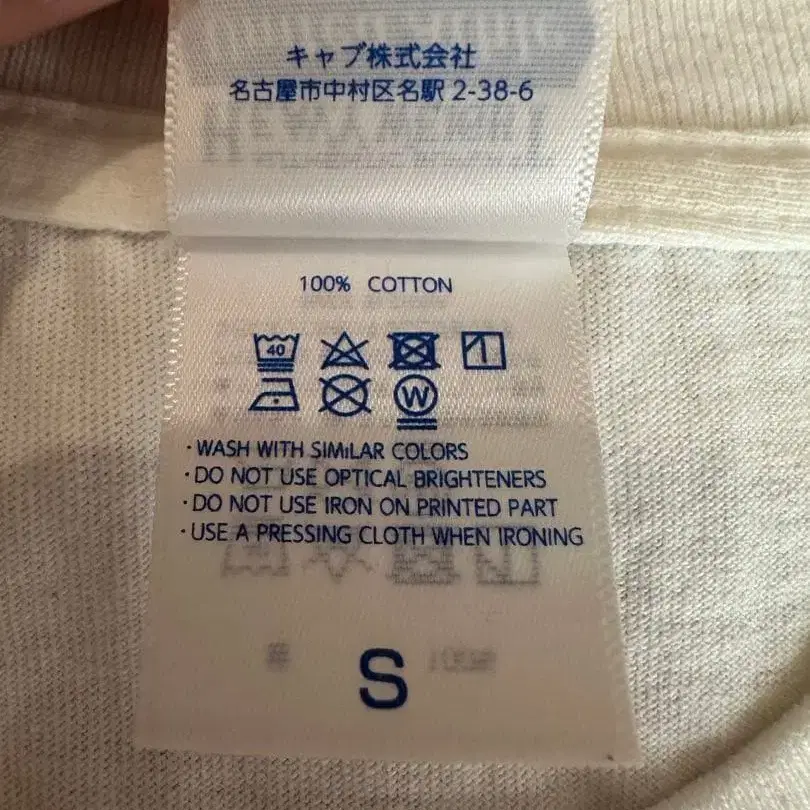 キャブ株式会社
名古屋市中村区名駅 2-38-6
100% COTTON
40
W
· WASH WITH SIMILAR COLORS
· DO NOT USE OPTICAL BRIGHTENERS
· DO NOT USE IRON ON PRINTED PART
· USE A PRESSING CLOTH WHEN IRONING
S